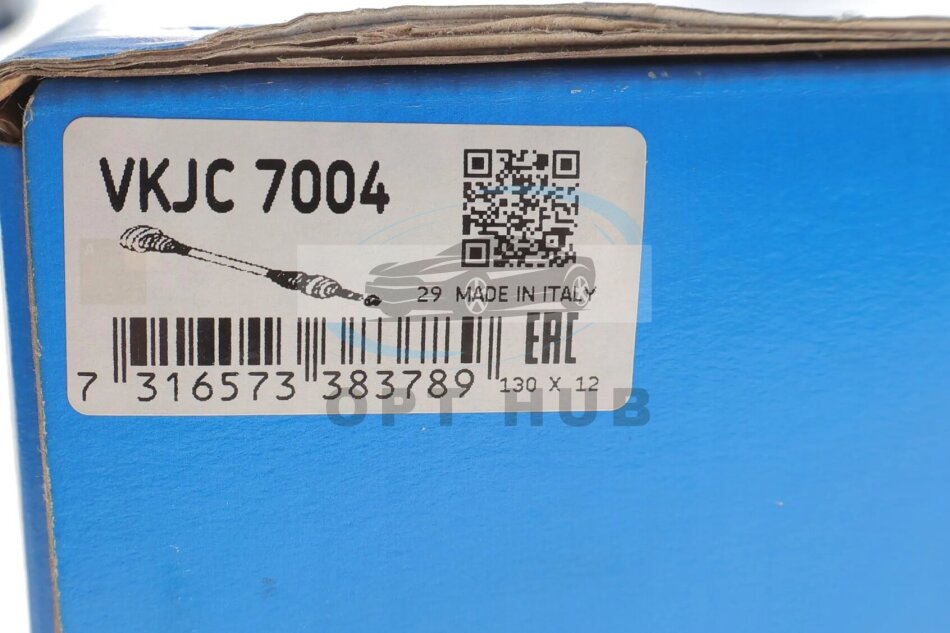 VKJC 7004
29 MADE IN ITALY
EAC
7 316573 383789
130 X 12
OPT HUB